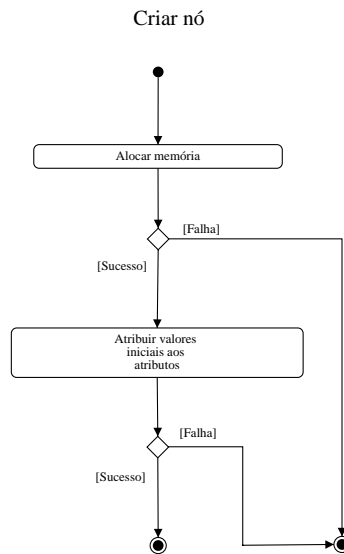 Criar nó
Alocar memória
[Falha]
[Sucesso]
Atribuir valores
iniciais aos
atributos
[Falha]
[Sucesso]